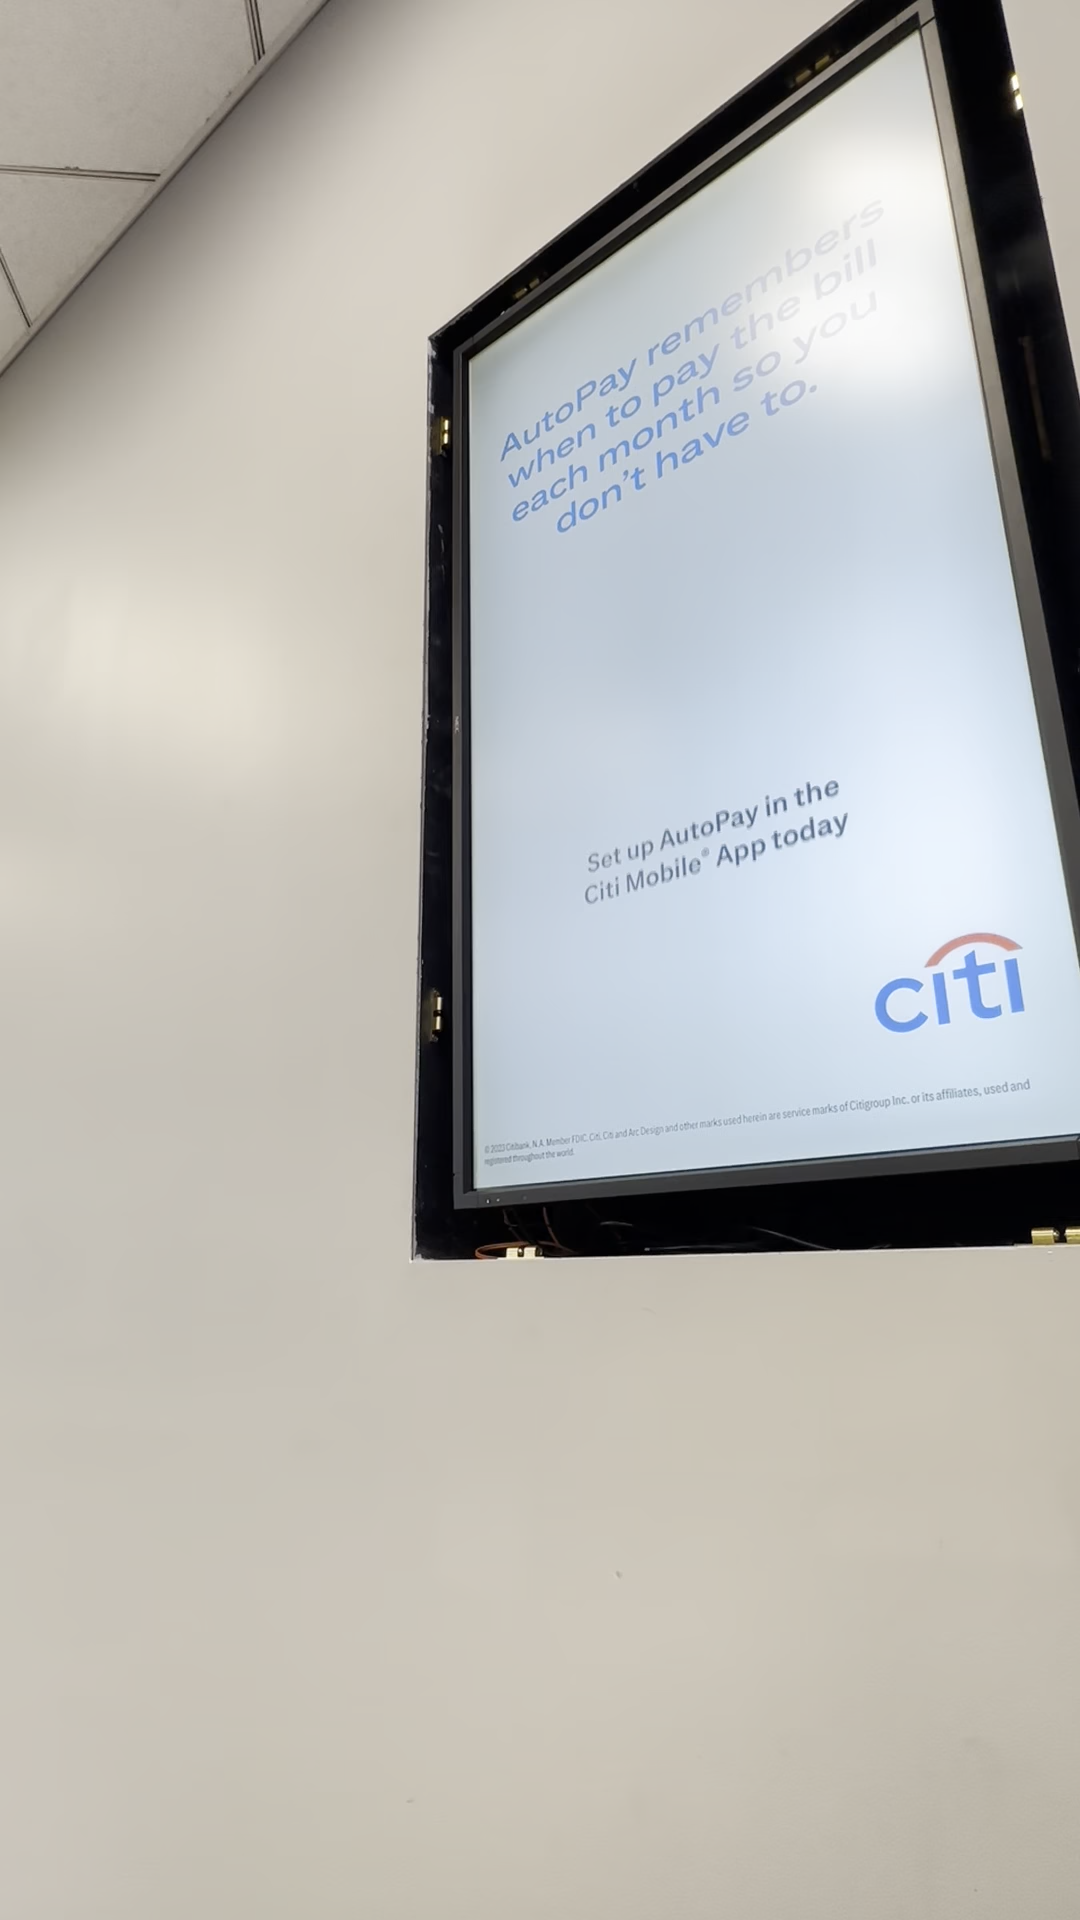 AutoPay remembers
when to pay the bill
each month so you
don't have to.
Set up AutoPay in the
Citi Mobile® App today
citi
© 2023 Citibank, N.A. Member FDIC. Citi, Citi and Arc Design and other marks used herein are service marks of Citigroup Inc. or its affiliates, used and
registered throughout the world.